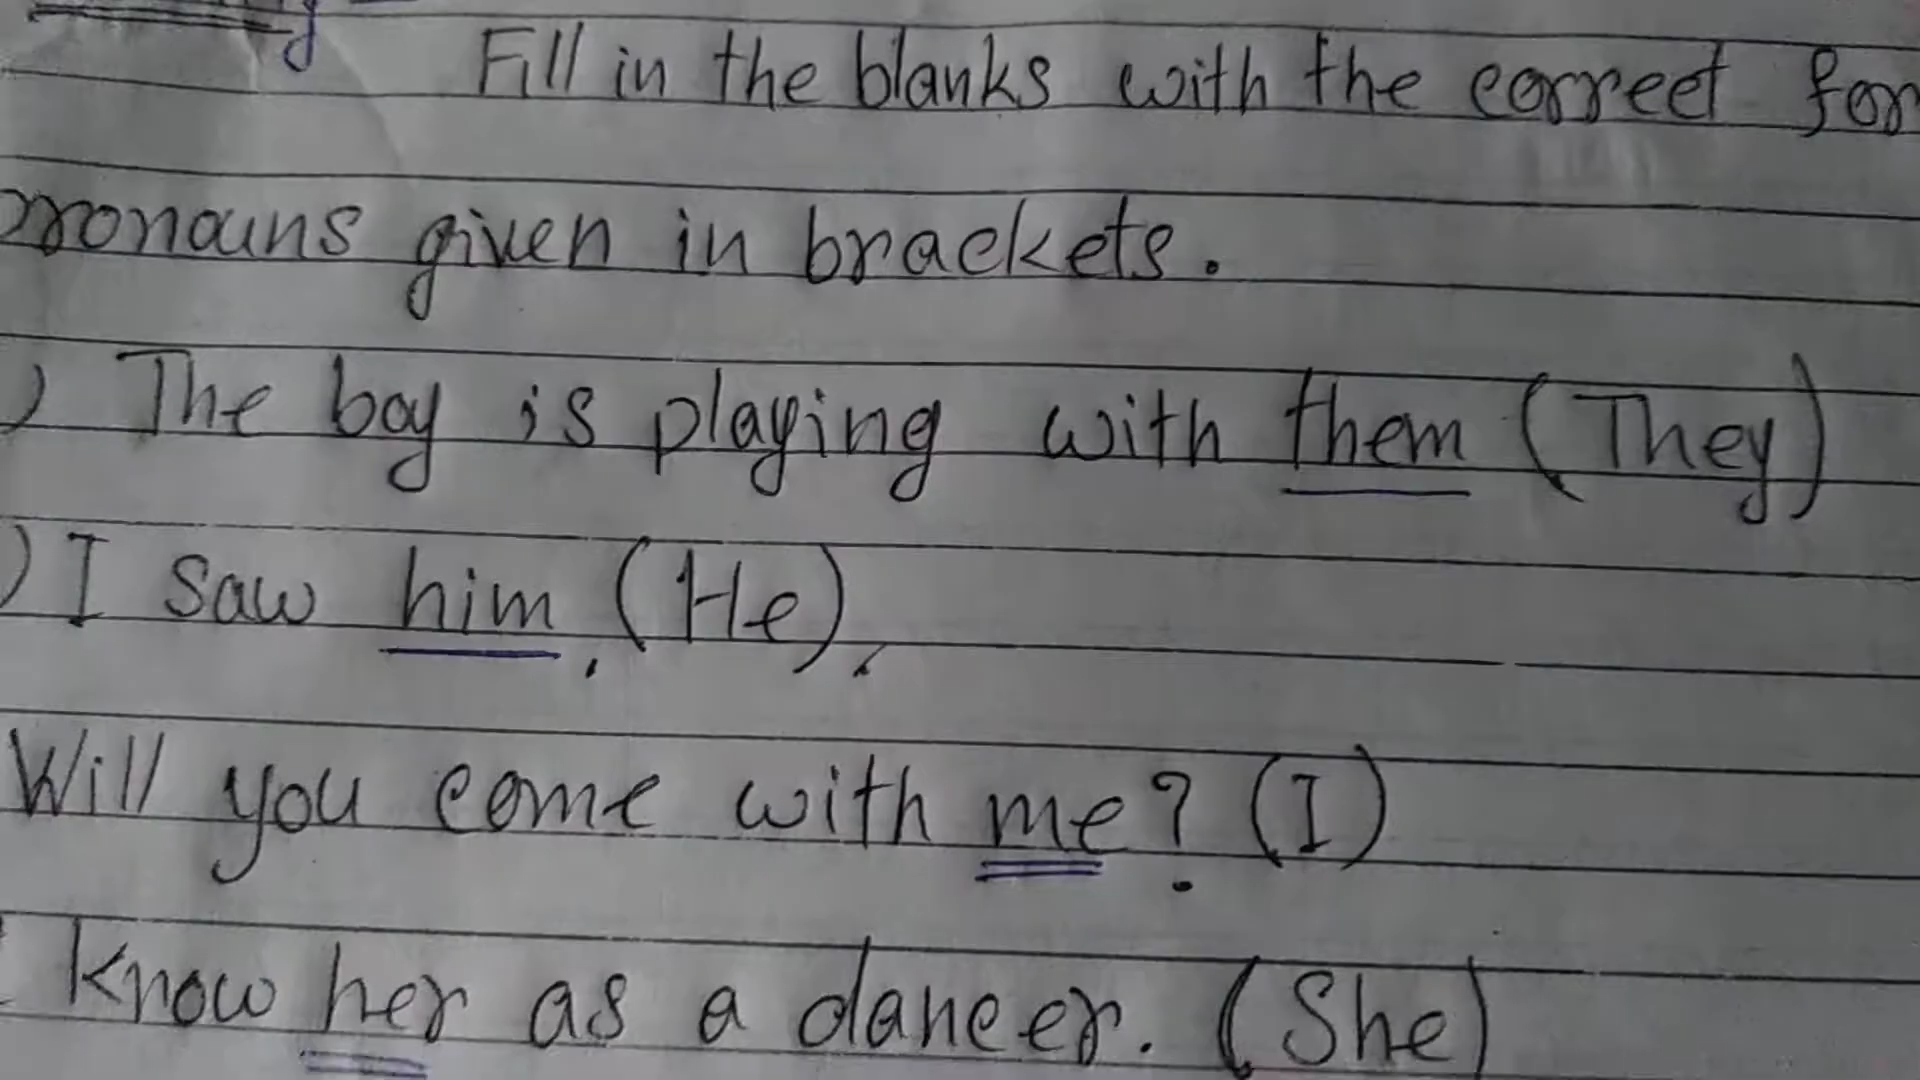 Fill in the blanks with the correct for
pronouns given in brackets.
) The boy is playing with them (They)
) I saw him. (He).
Will you come with me? (I)
I know her as a dancer. (She)